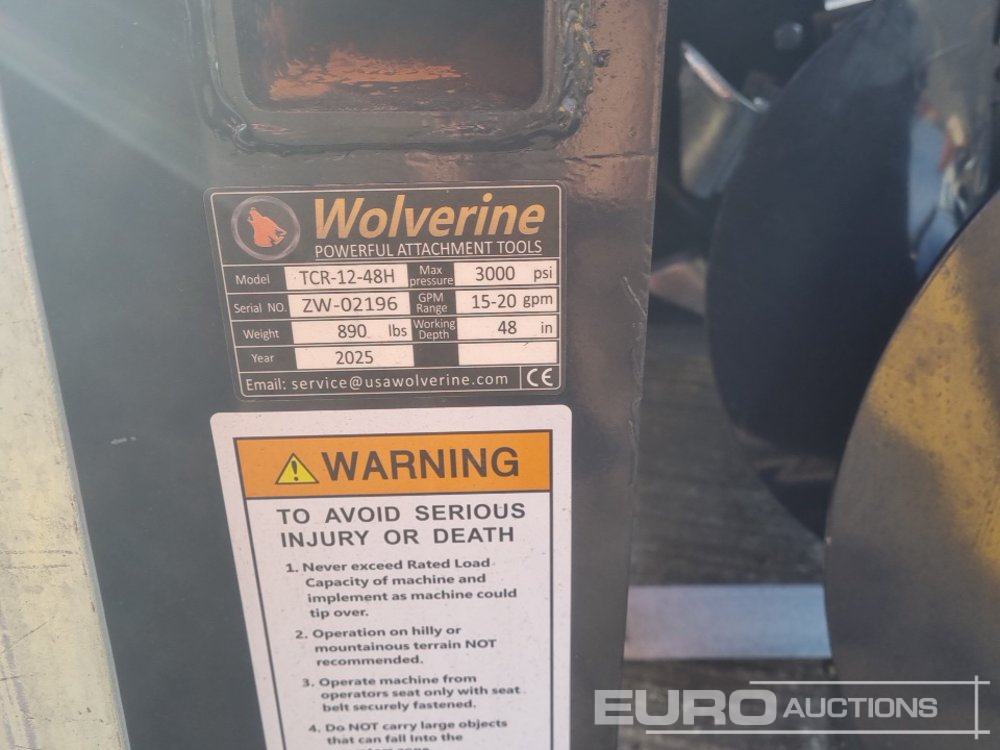 Wolverine
POWERFUL ATTACHMENT TOOLS
Model TCR-12-48H Max pressure 3000 psi
Serial NO. ZW-02196 GPM Range 15-20 gpm
Weight 890 lbs Working Depth 48 in
Year 2025
Email: service@usawolverine.com CE
WARNING
TO AVOID SERIOUS
INJURY OR DEATH
1. Never exceed Rated Load
Capacity of machine and
implement as machine could
tip over.
2. Operation on hilly or
mountainous terrain NOT
recommended.
3. Operate machine from
operators seat only with seat
belt securely fastened.
4. Do NOT carry large objects
that can fall Into the
EURO AUCTIONS